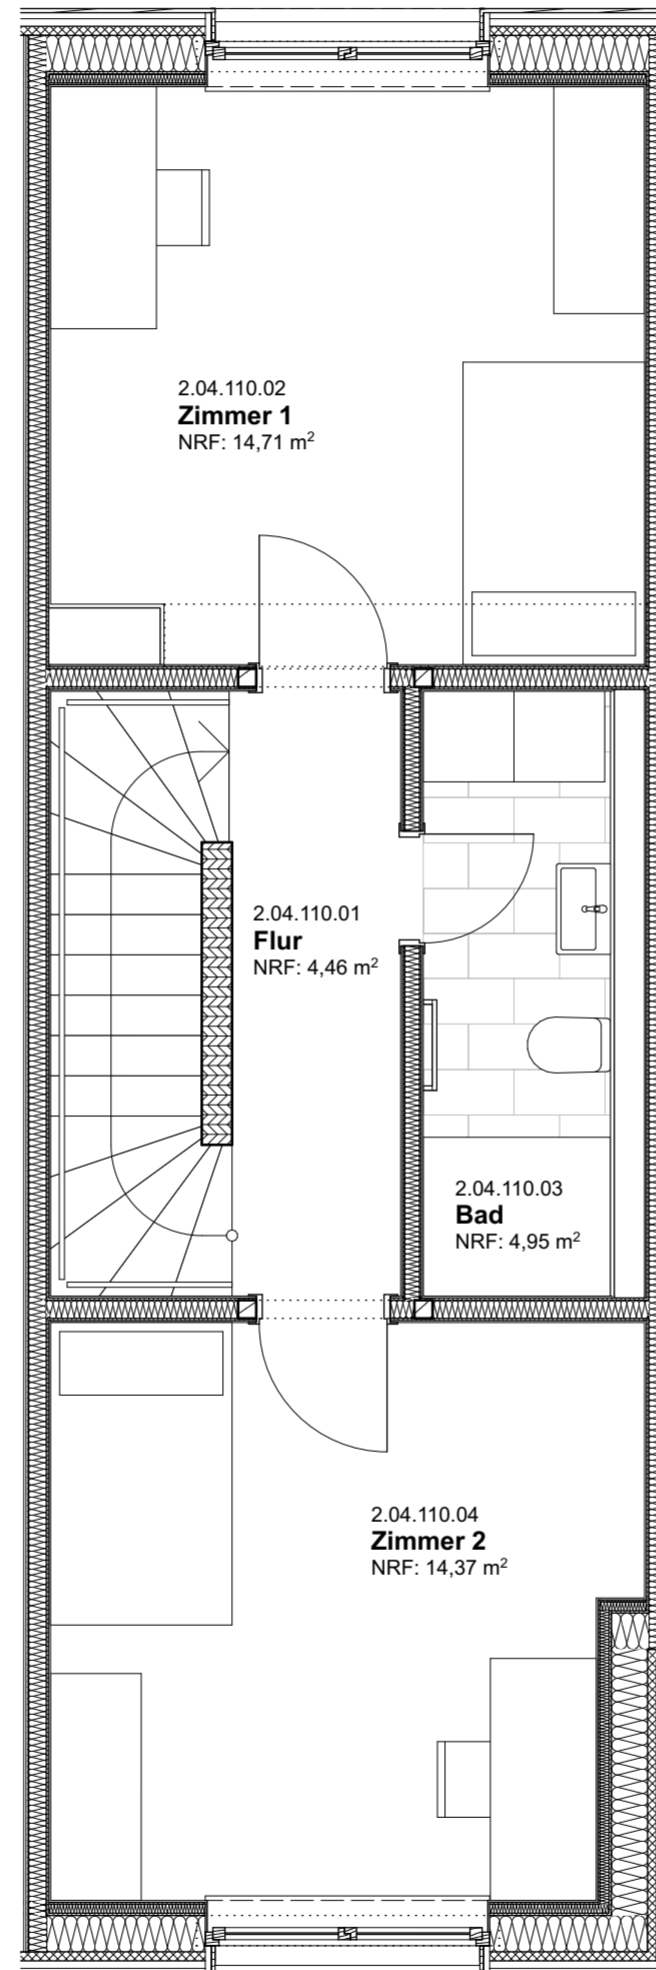 2.04.110.02
Zimmer 1
NRF: 14,71 m²
2.04.110.01
Flur
NRF: 4,46 m²
2.04.110.03
Bad
NRF: 4,95 m²
2.04.110.04
Zimmer 2
NRF: 14,37 m²